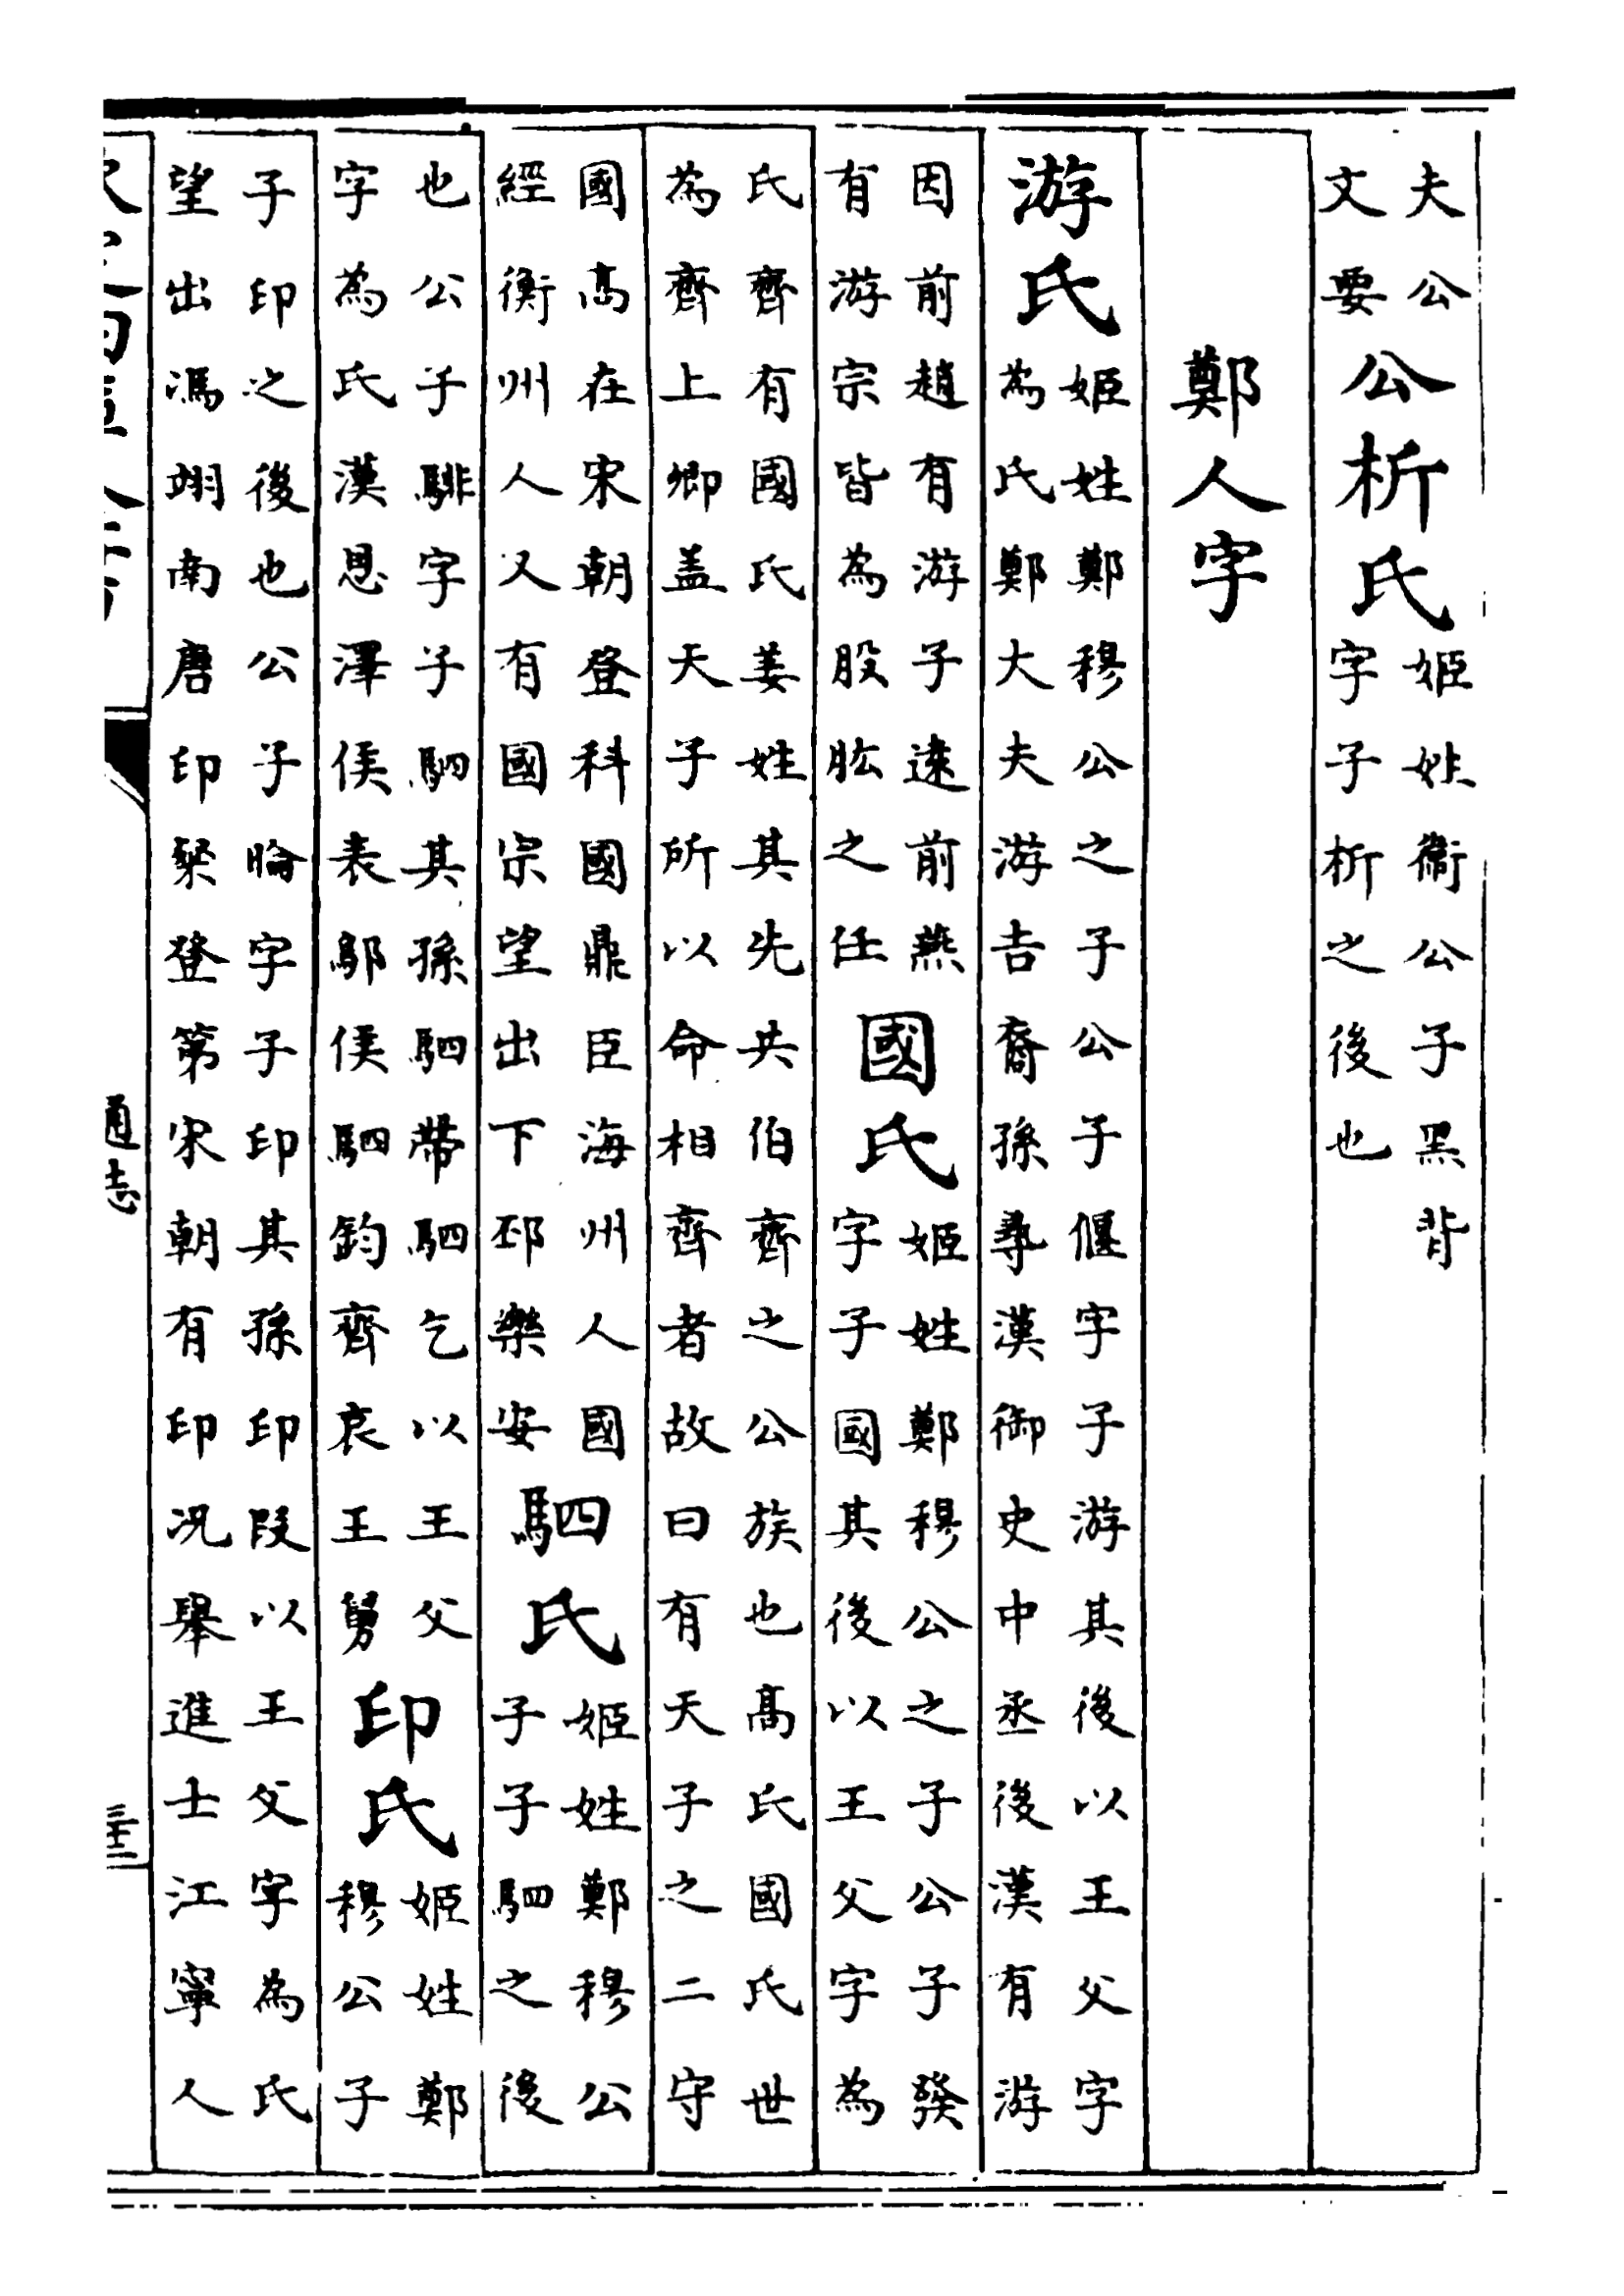 夫公
文要
公析氏
姬姓衞公子黑背
字子析之後也
鄭人字
游氏
姬姓鄭穆公之子公子偃字子游其後以王父字
為氏鄭大夫游吉裔孫尋漢御史中丞後漢有游
因前趙有游子逺前燕
有游宗皆為股肱之任
國氏
姬姓鄭穆公之子公子發
字子國其後以王父字為
氏齊有國氏姜姓其先共伯齊之公族也髙氏國氏世
為齊上卿盖天子所以命相齊者故曰有天子之二守
國髙在宋朝登科國鼎臣海州人國
經衡州人又有國宗望出下邳樂安
駟氏
姬姓鄭穆公
子子駟之後
也公子騑字子駟其孫駟帶駟乞以王父
字為氏漢恩澤侯表鄔侯駟鈞齊哀王舅
印氏
姬姓鄭
穆公子
子印之後也公子睔字子印其孫印段以王父字為氏
望出馮翊南唐印粲登第宋朝有印况舉進士江寧人
通志